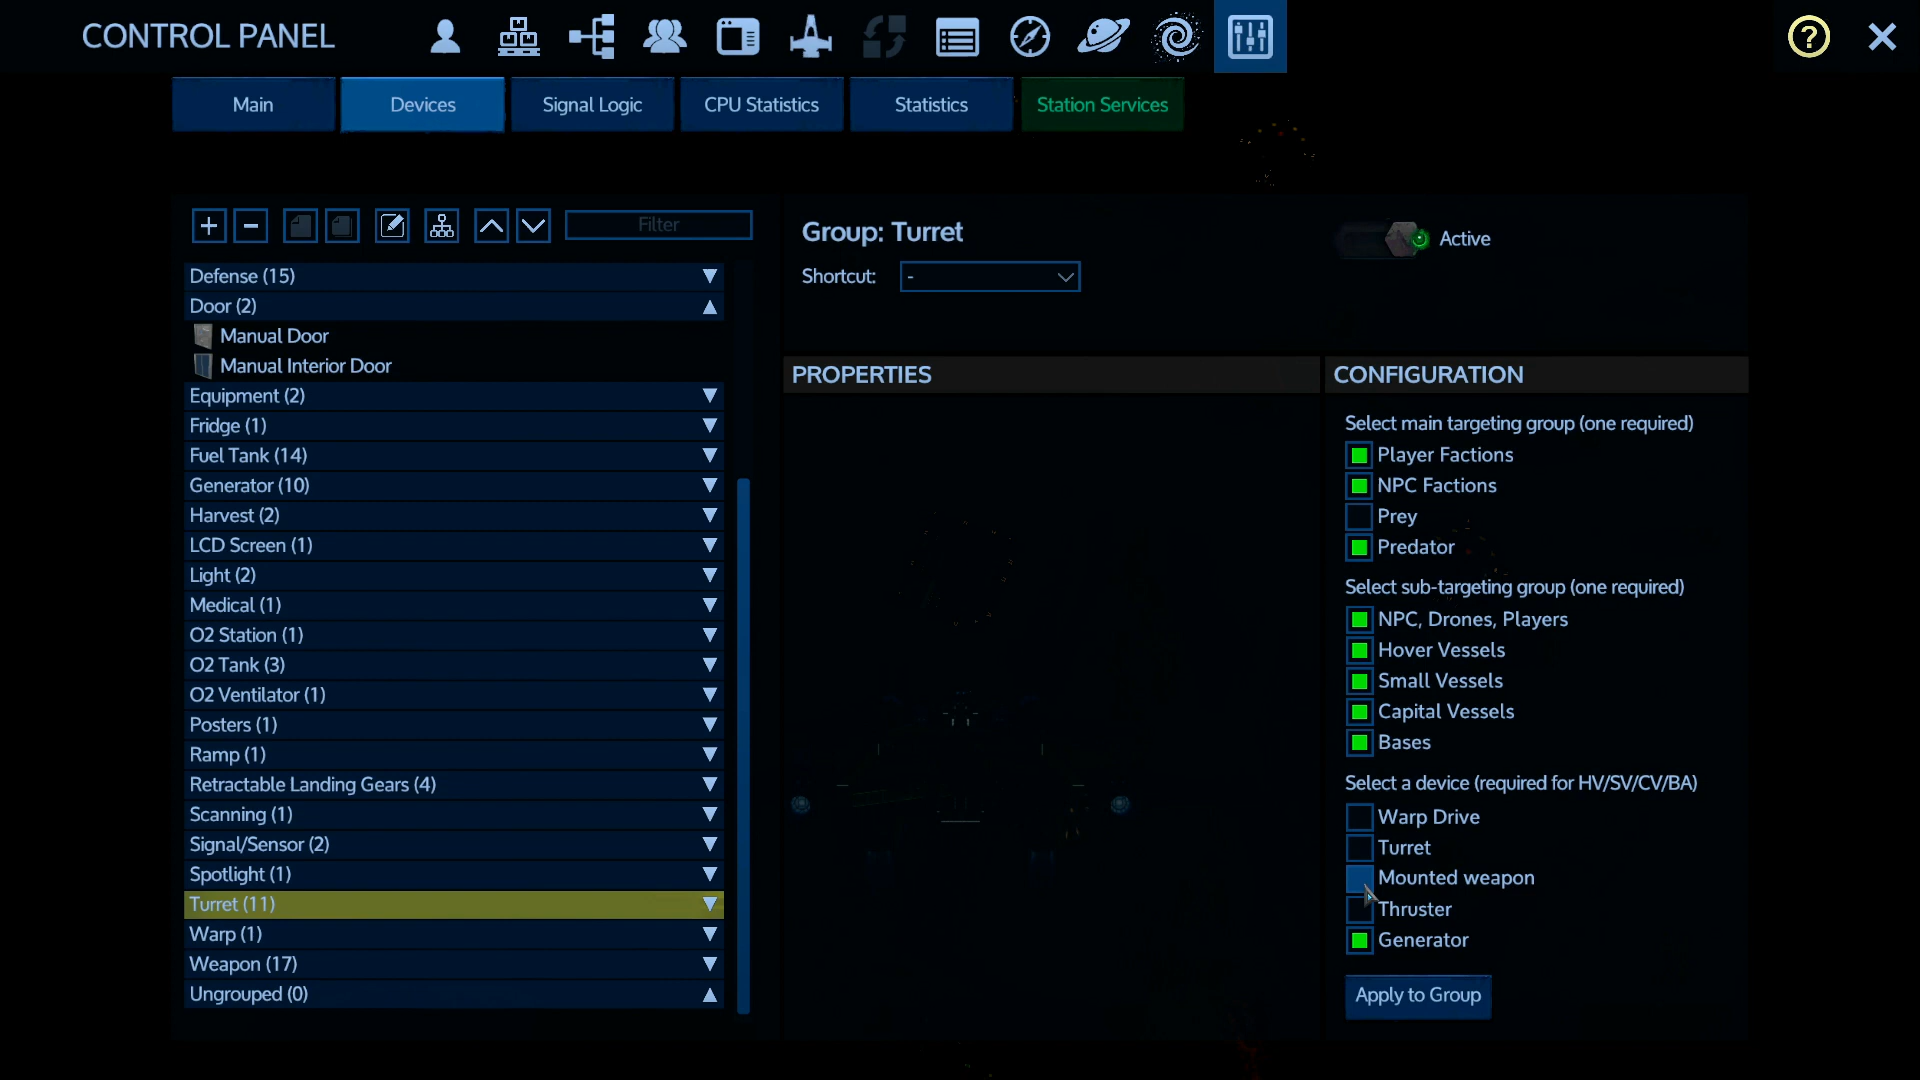 CONTROL PANEL
?
Main
Devices
Signal Logic
CPU Statistics
Statistics
Station Services
Filter
Defense (15)
Door (2)
Manual Door
Manual Interior Door
Equipment (2)
Fridge (1)
Fuel Tank (14)
Generator (10)
Harvest (2)
LCD Screen (1)
Light (2)
Medical (1)
O2 Station (1)
O2 Tank (3)
O2 Ventilator (1)
Posters (1)
Ramp (1)
Retractable Landing Gears (4)
Scanning (1)
Signal/Sensor (2)
Spotlight (1)
Turret (11)
Warp (1)
Weapon (17)
Ungrouped (0)
Group: Turret
Active
Shortcut:
-
PROPERTIES
CONFIGURATION
Select main targeting group (one required)
Player Factions
NPC Factions
Prey
Predator
Select sub-targeting group (one required)
NPC, Drones, Players
Hover Vessels
Small Vessels
Capital Vessels
Bases
Select a device (required for HV/SV/CV/BA)
Warp Drive
Turret
Mounted weapon
Thruster
Generator
Apply to Group